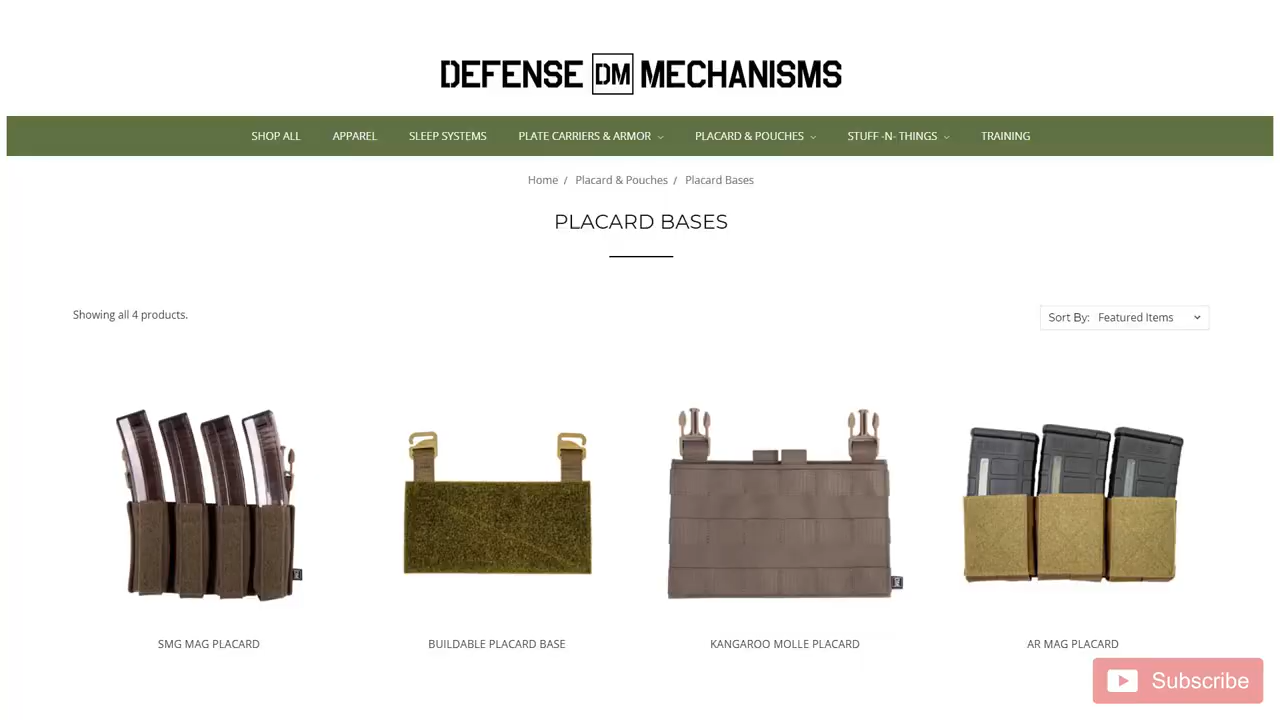 DEFENSE DM MECHANISMS
SHOP ALL APPAREL SLEEP SYSTEMS PLATE CARRIERS & ARMOR PLACARD & POUCHES STUFF -N- THINGS TRAINING
Home / Placard & Pouches / Placard Bases
PLACARD BASES
Showing all 4 products.
Sort By: Featured Items
DM
DM
SMG MAG PLACARD BUILDABLE PLACARD BASE KANGAROO MOLLE PLACARD AR MAG PLACARD
Subscribe